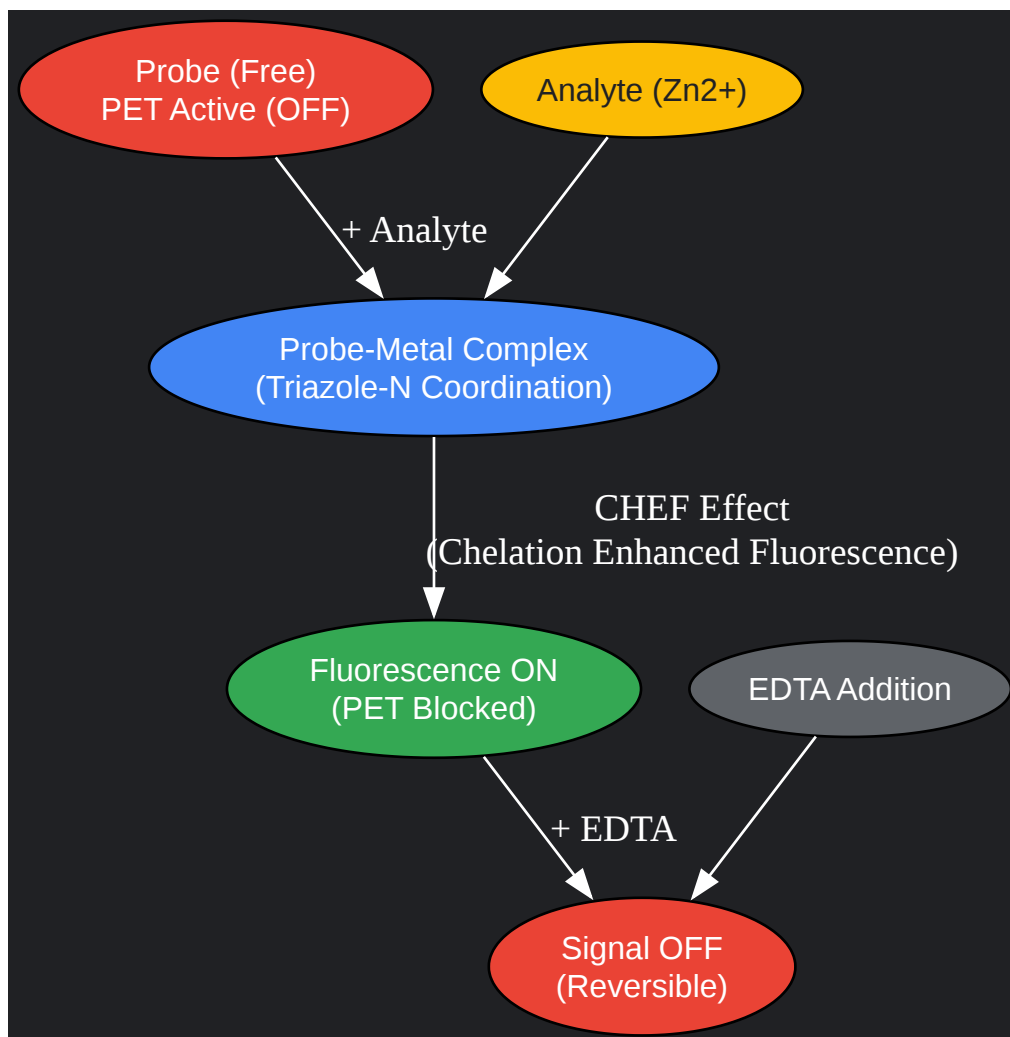 Probe (Free)
PET Active (OFF)
Analyte (Zn2+)
+ Analyte
Probe-Metal Complex
(Triazole-N Coordination)
CHEF Effect
(Chelation Enhanced Fluorescence)
Fluorescence ON
(PET Blocked)
EDTA Addition
+ EDTA
Signal OFF
(Reversible)